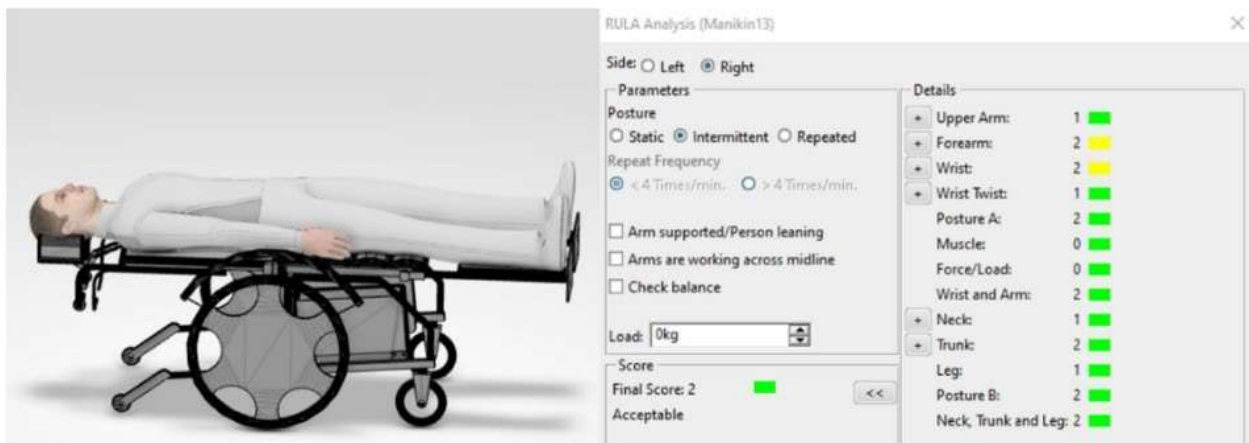 RULA Analysis (Manikin13)
Side: Left Right
Parameters
Posture
Static Intermittent Repeated
Repeat Frequency
< 4 Times/min. > 4 Times/min.
Arm supported/Person leaning
Arms are working across midline
Check balance
Load: 0kg
Score
Final Score: 2
<<
Acceptable
Details
+ Upper Arm: 1
+ Forearm: 2
+ Wrist: 2
+ Wrist Twist: 1
Posture A: 2
Muscle: 0
Force/Load: 0
Wrist and Arm: 2
+ Neck: 1
+ Trunk: 2
Leg: 1
Posture B: 2
Neck, Trunk and Leg: 2